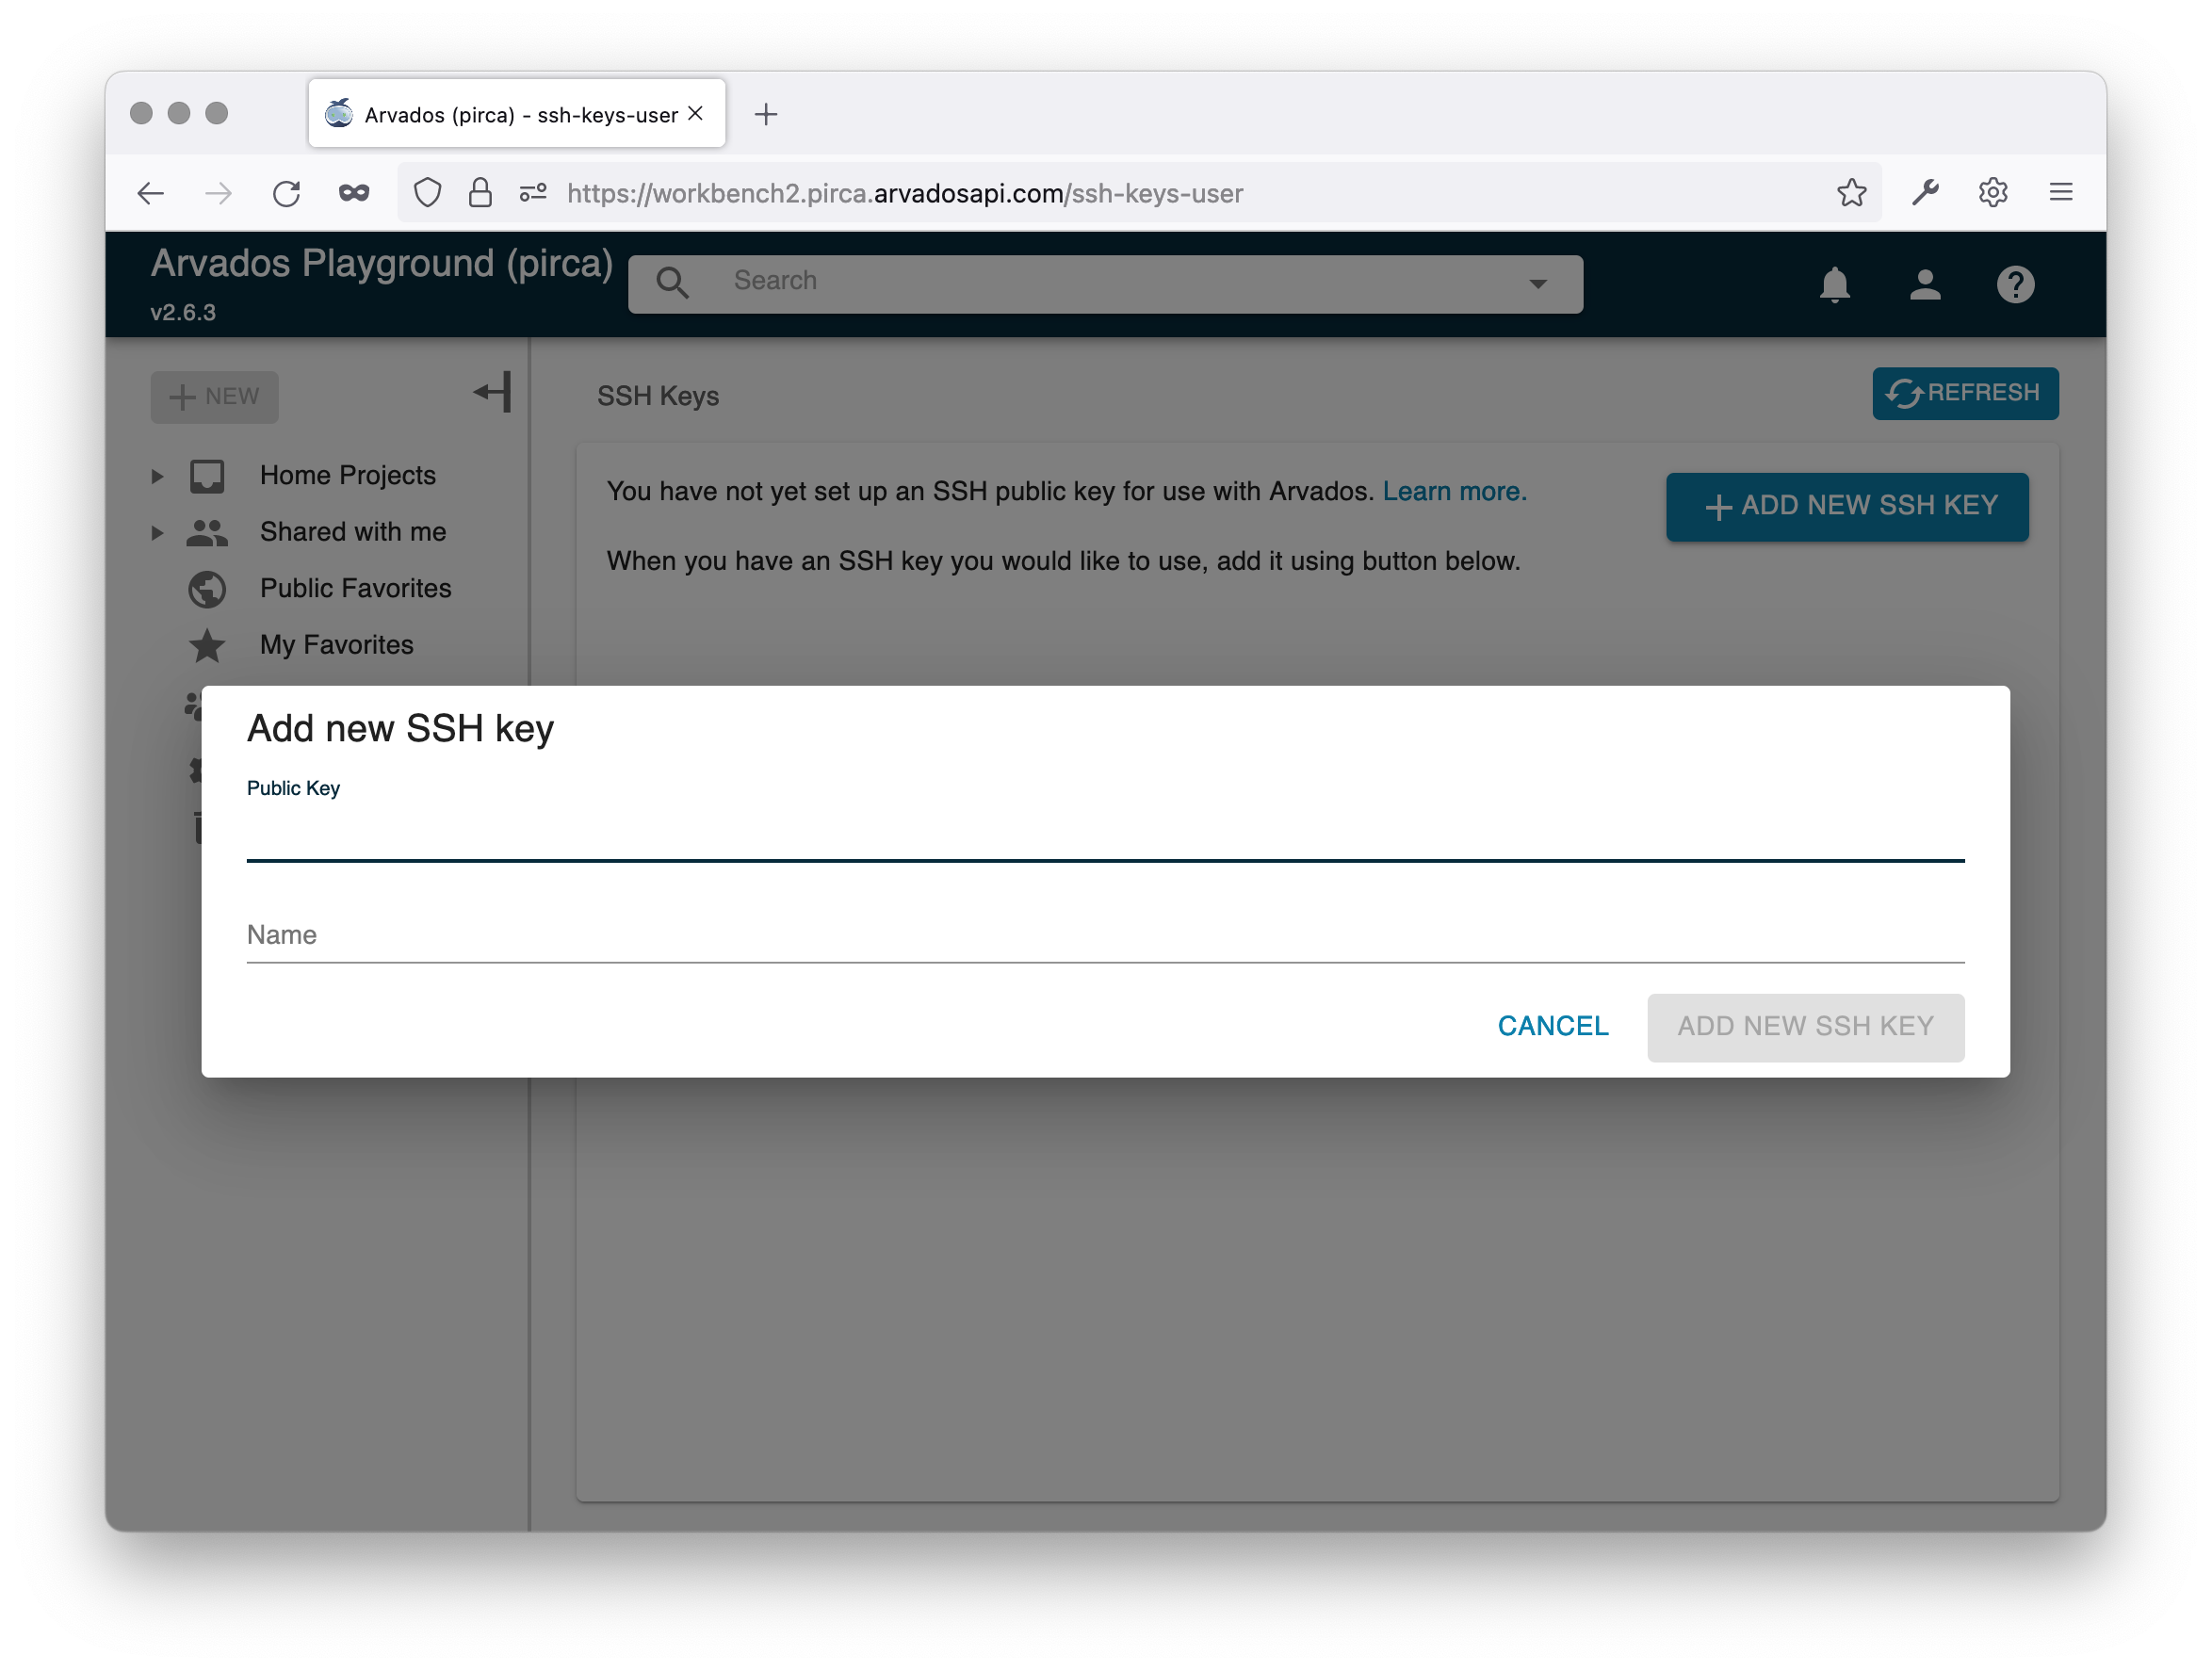 Arvados (pirca) - ssh-keys-user
https://workbench2.pirca.arvadosapi.com/ssh-keys-user
Arvados Playground (pirca)
v2.6.3
Search
NEW
SSH Keys
REFRESH
Home Projects
Shared with me
Public Favorites
My Favorites
You have not yet set up an SSH public key for use with Arvados. Learn more.
ADD NEW SSH KEY
When you have an SSH key you would like to use, add it using button below.
Add new SSH key
Public Key
Name
CANCEL
ADD NEW SSH KEY